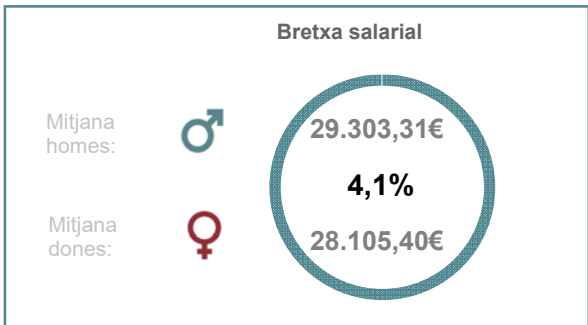 Bretxa salarial
Mitjana
homes:
29.303,31€
4,1%
Mitjana
dones:
28.105,40€